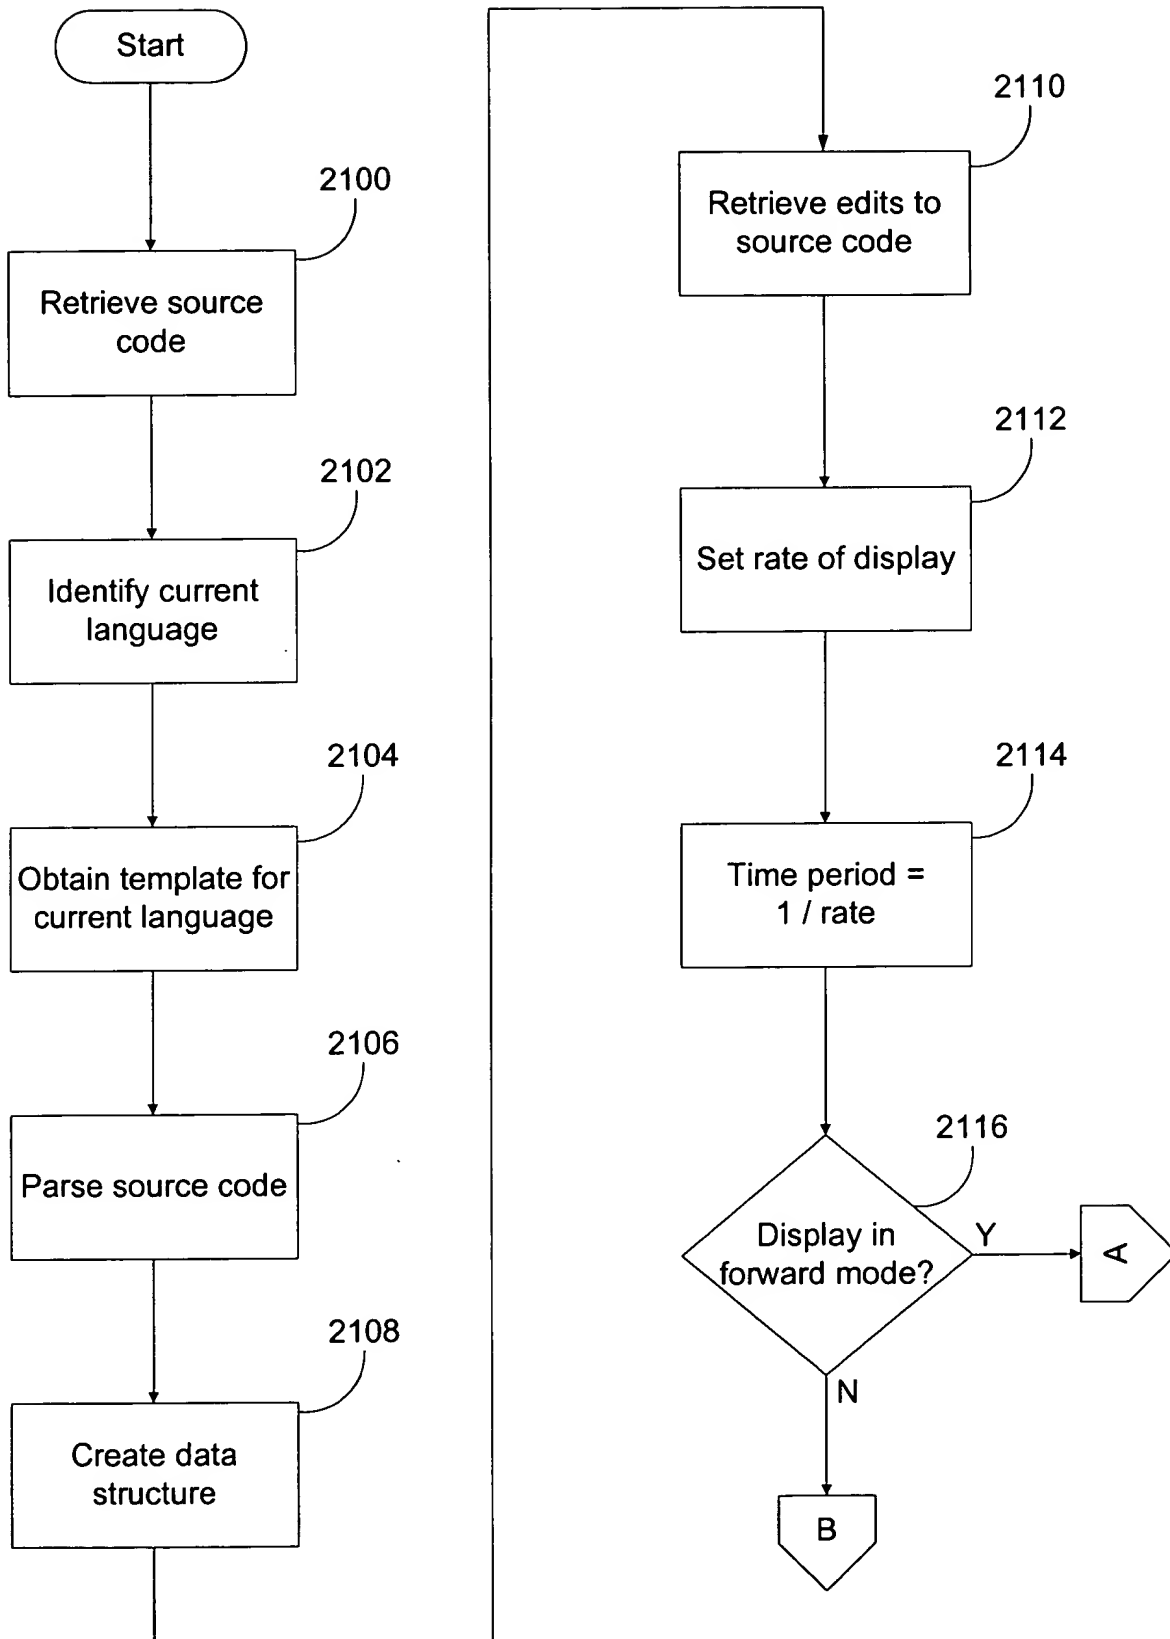 Start
2100
Retrieve source
code
2102
Identify current
language
2104
Obtain template for
current language
2106
Parse source code
2108
Create data
structure
2110
Retrieve edits to
source code
2112
Set rate of display
2114
Time period =
1 / rate
2116
Display in
forward mode?
Y
A
N
B